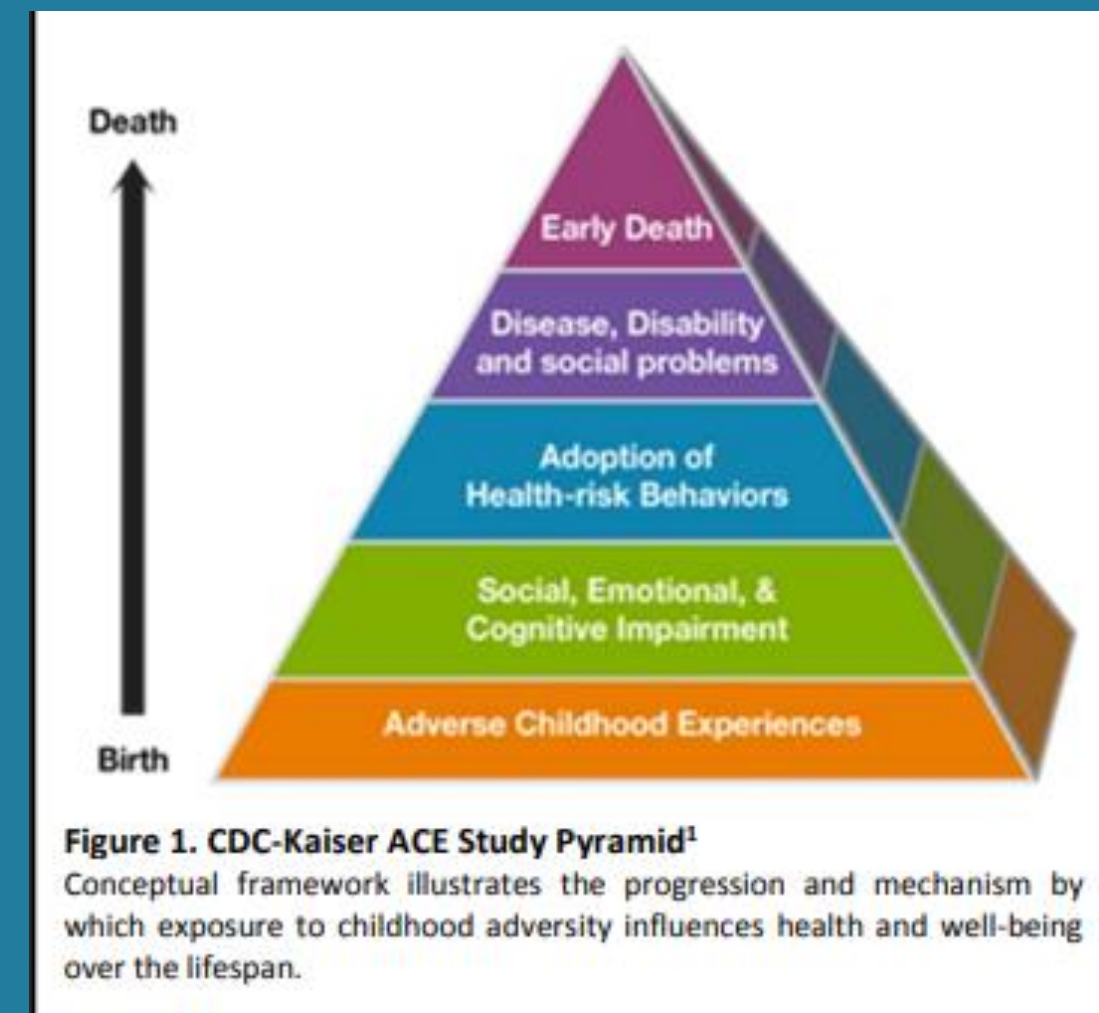 Death
Early Death
Disease, Disability
and social problems
Adoption of
Health-risk Behaviors
Social, Emotional, &
Cognitive Impairment
Adverse Childhood Experiences
Birth
Figure 1. CDC-Kaiser ACE Study Pyramid¹
Conceptual framework illustrates the progression and mechanism by
which exposure to childhood adversity influences health and well-being
over the lifespan.